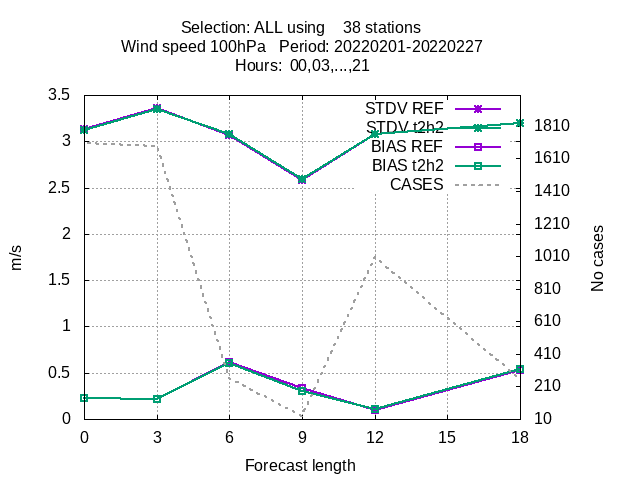 Selection: ALL using 38 stations
Wind speed 100hPa Period: 20220201-20220227
Hours: 00,03,...,21
STDV REF
STDV t2h2
BIAS REF
BIAS t2h2
CASES
3.5
3
2.5
2
1.5
1
0.5
0
m/s
1810
1610
1410
1210
1010
810
610
410
210
10
No cases
0 3 6 9 12 15 18
Forecast length